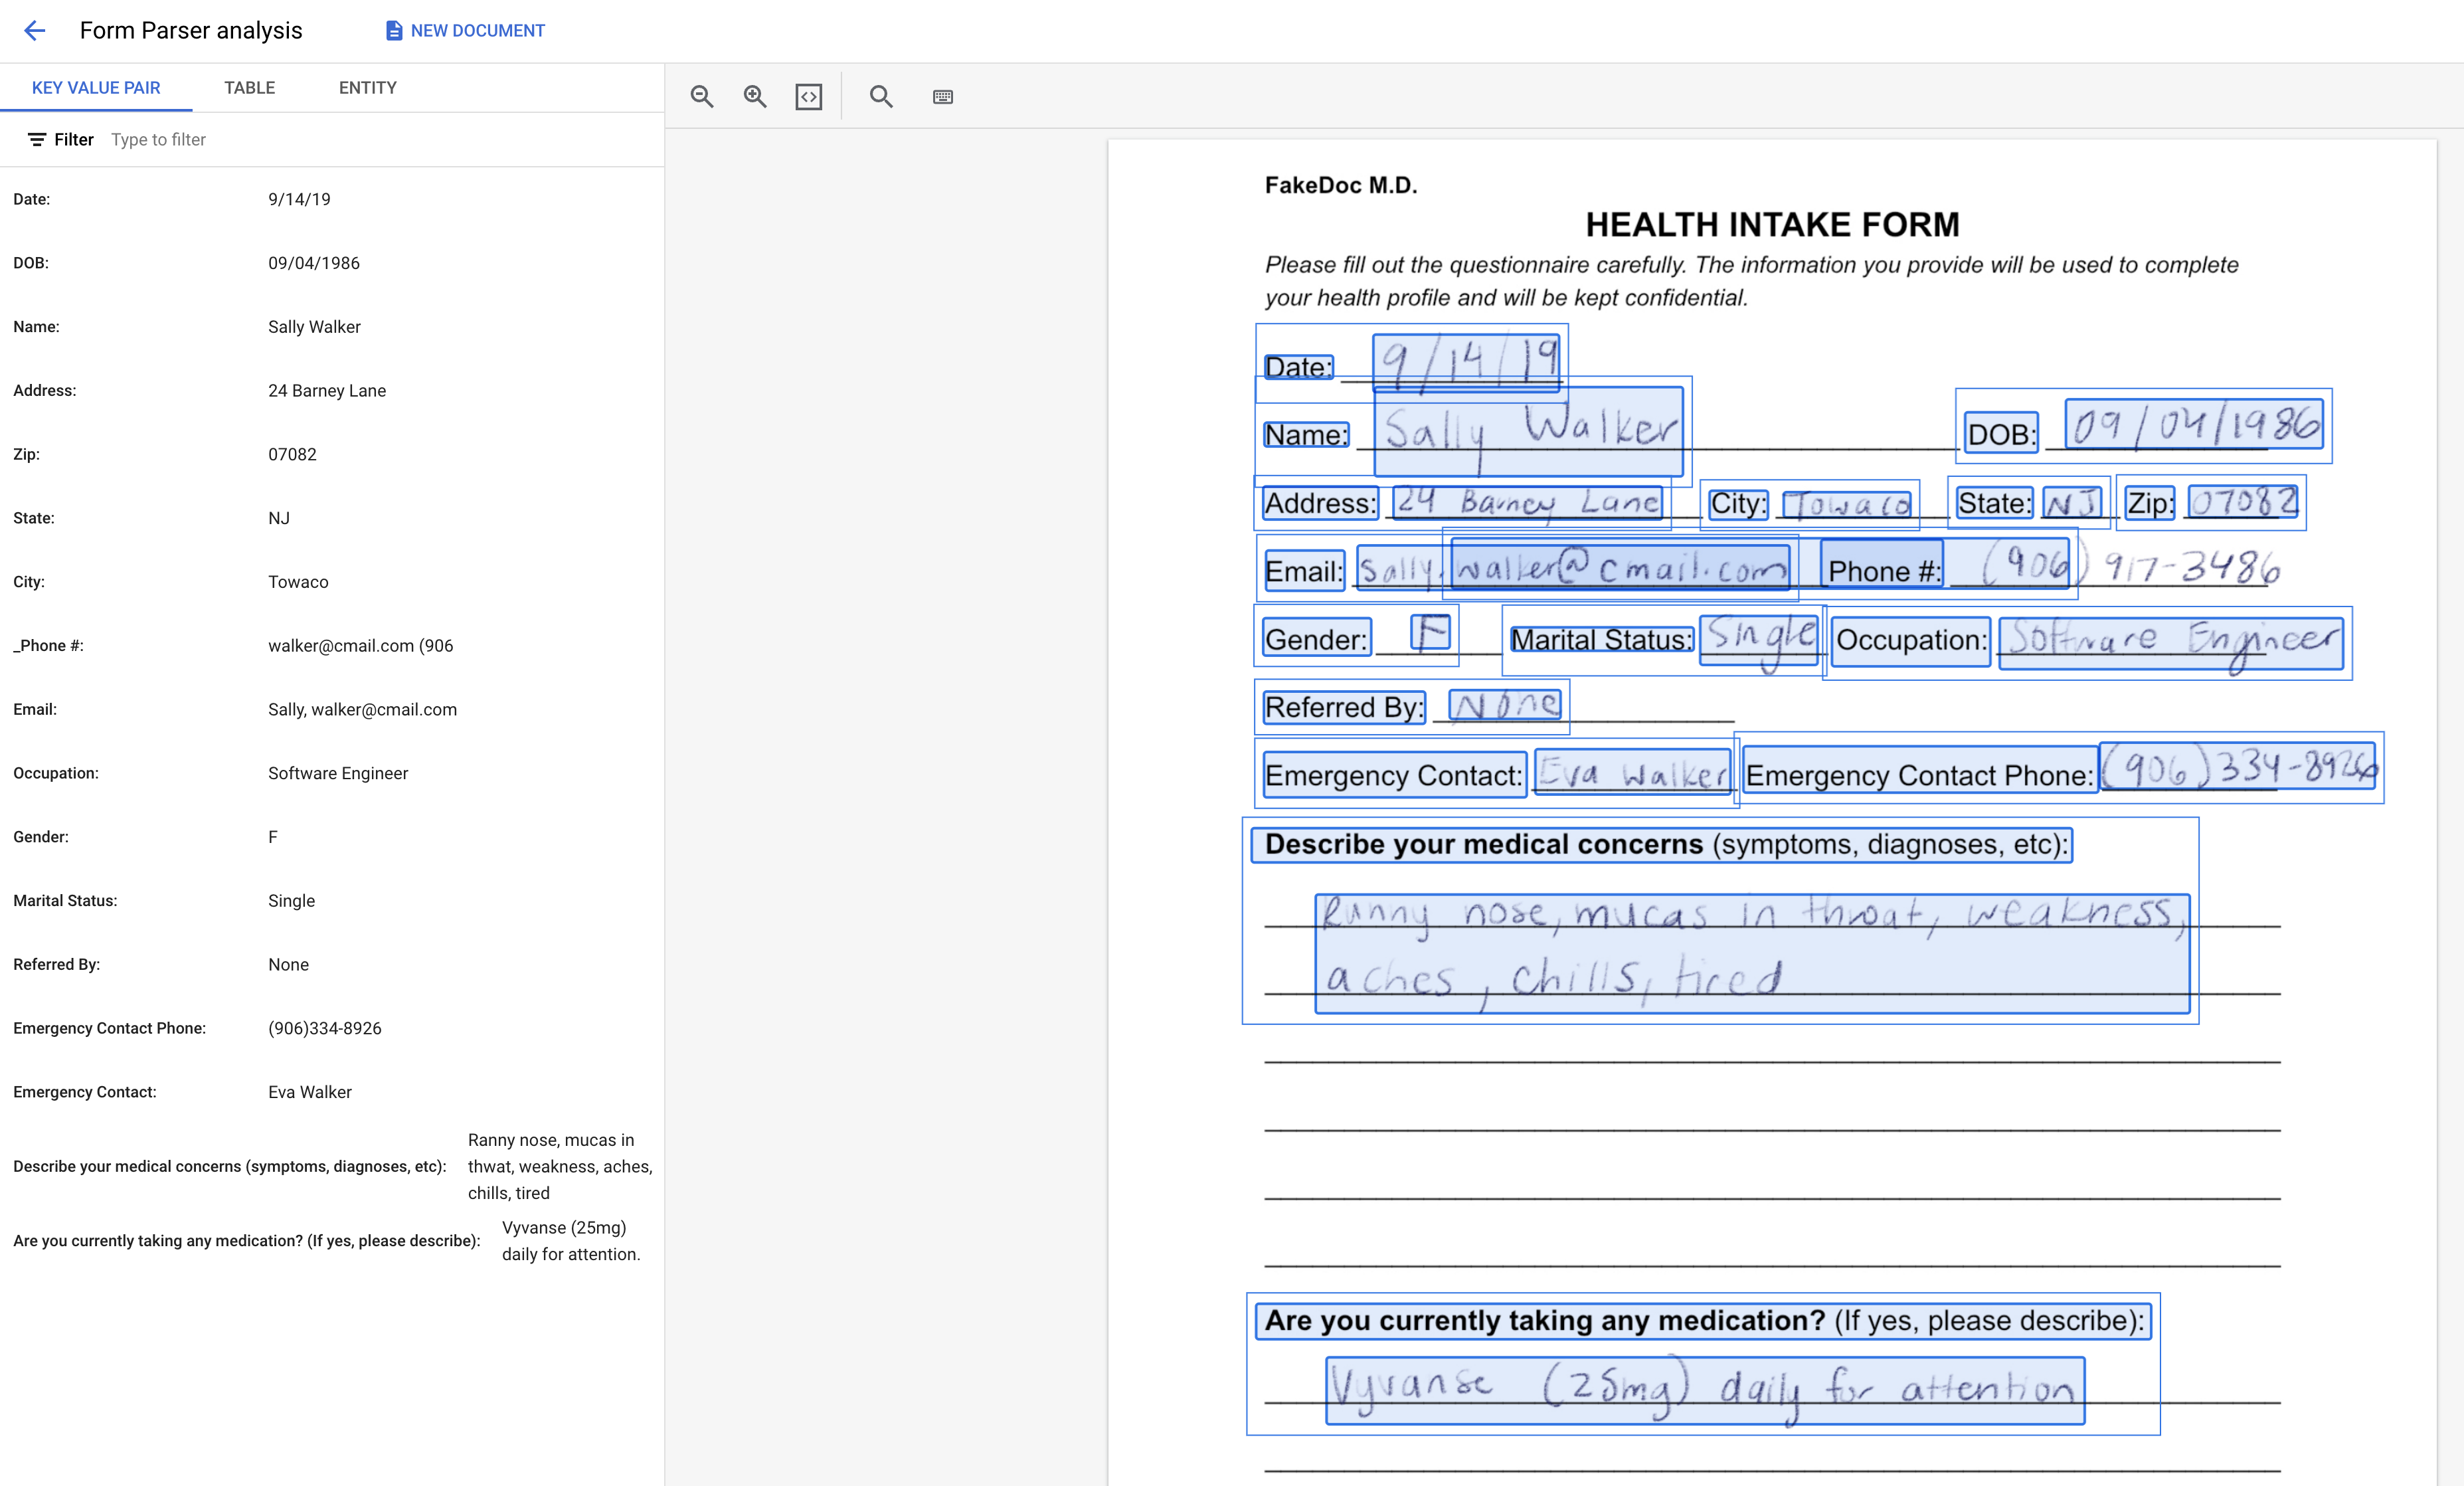 Form Parser analysis
NEW DOCUMENT
KEY VALUE PAIR TABLE ENTITY
Filter Type to filter
Date: 9/14/19
DOB: 09/04/1986
Name: Sally Walker
Address: 24 Barney Lane
Zip: 07082
State: NJ
City: Towaco
_Phone #: walker@cmail.com (906
Email: Sally, walker@cmail.com
Occupation: Software Engineer
Gender: F
Marital Status: Single
Referred By: None
Emergency Contact Phone: (906)334-8926
Emergency Contact: Eva Walker
Describe your medical concerns (symptoms, diagnoses, etc): Ranny nose, mucas in
thwat, weakness, aches,
chills, tired
Are you currently taking any medication? (If yes, please describe): Vyvanse (25mg)
daily for attention.
FakeDoc M.D.
HEALTH INTAKE FORM
Please fill out the questionnaire carefully. The information you provide will be used to complete
your health profile and will be kept confidential.
Date: 9/14/19
Name: Sally Walker DOB: 09/04/1986
Address: 24 Barney Lane City: Towaco State: NJ Zip: 07082
Email: Sally.walker@cmail.com Phone #: (906) 917-3486
Gender: F Marital Status: Single Occupation: Software Engineer
Referred By: None
Emergency Contact: Eva Walker Emergency Contact Phone: (906)334-8926
Describe your medical concerns (symptoms, diagnoses, etc):
Runny nose, mucas in throat, weakness,
aches, chills, tired
Are you currently taking any medication? (If yes, please describe):
Vyvanse (25mg) daily for attention